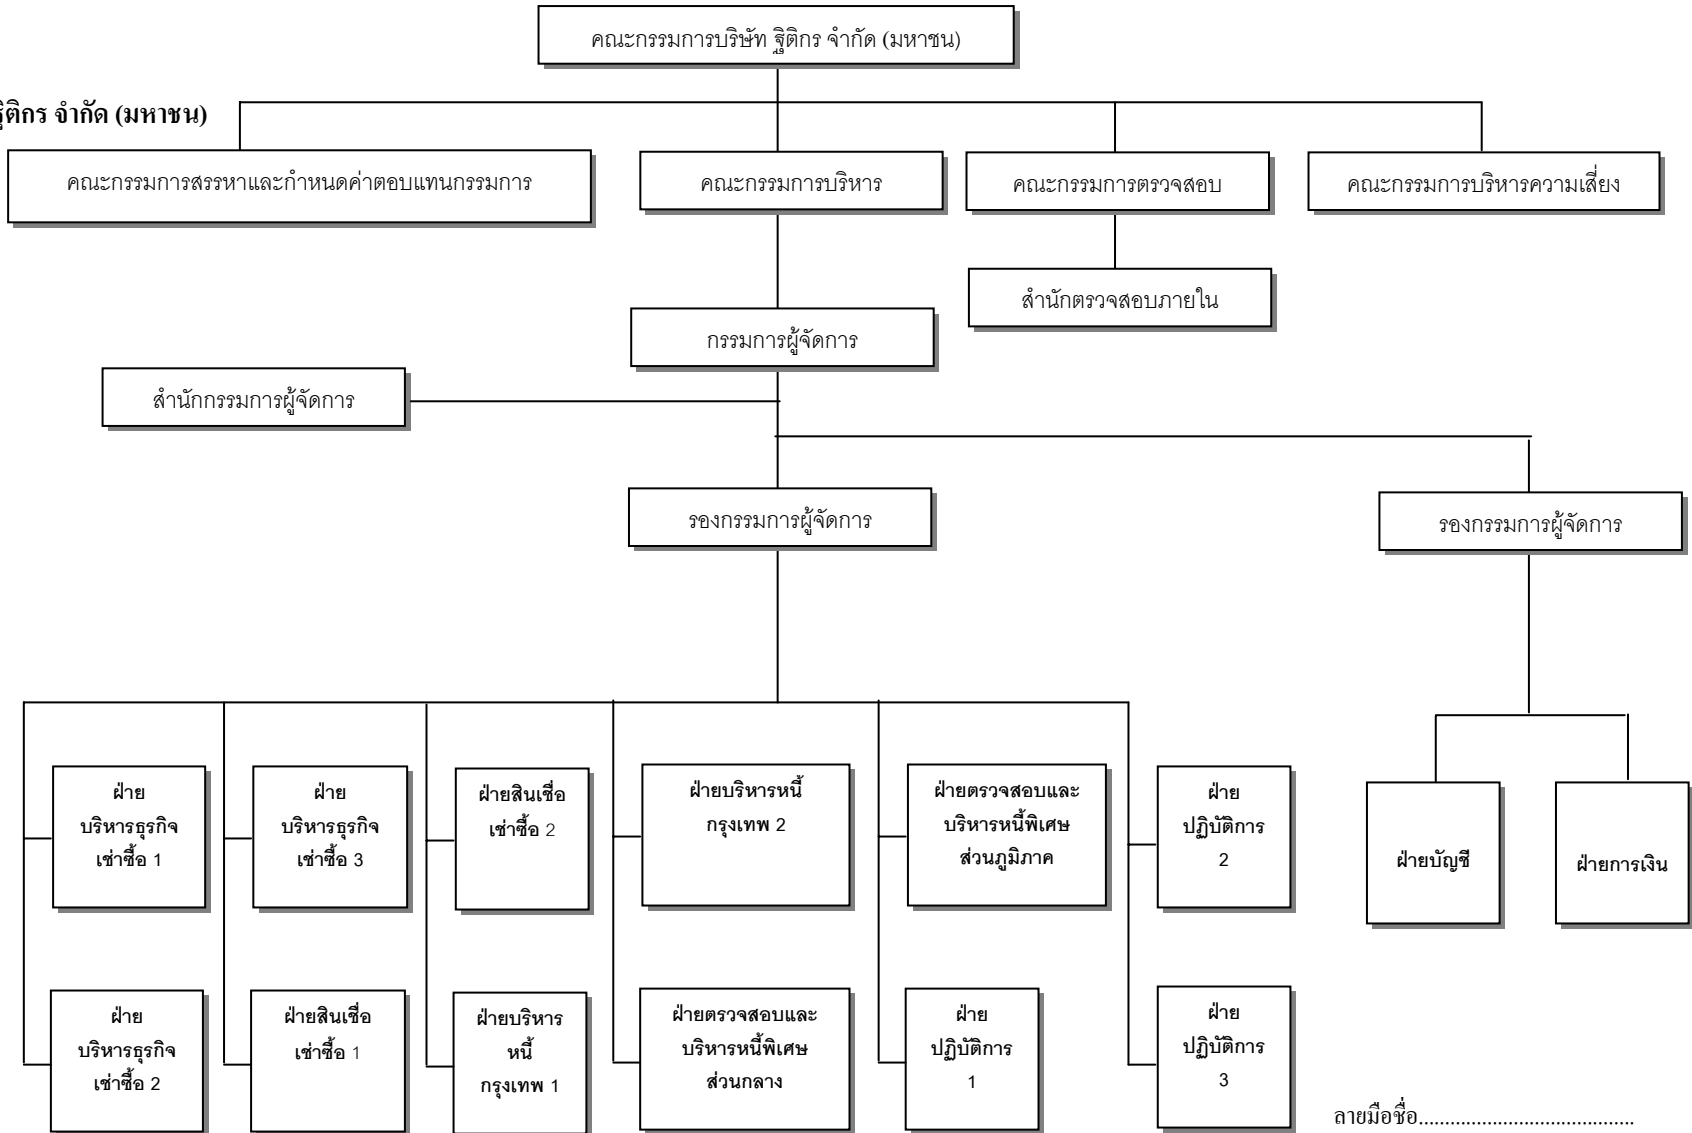 คณะกรรมการบริษัท ฐิติกร จำกัด (มหาชน)
ฐิติกร จำกัด (มหาชน)
คณะกรรมการสรรหาและกำหนดค่าตอบแทนกรรมการ
คณะกรรมการบริหาร
คณะกรรมการตรวจสอบ
คณะกรรมการบริหารความเสี่ยง
สำนักตรวจสอบภายใน
กรรมการผู้จัดการ
สำนักกรรมการผู้จัดการ
รองกรรมการผู้จัดการ
รองกรรมการผู้จัดการ
ฝ่าย
บริหารธุรกิจ
เช่าซื้อ 1
ฝ่าย
บริหารธุรกิจ
เช่าซื้อ 3
ฝ่ายสินเชื่อ
เช่าซื้อ 2
ฝ่ายบริหารหนี้
กรุงเทพ 2
ฝ่ายตรวจสอบและ
บริหารหนี้พิเศษ
ส่วนภูมิภาค
ฝ่าย
ปฏิบัติการ
2
ฝ่ายบัญชี
ฝ่ายการเงิน
ฝ่าย
บริหารธุรกิจ
เช่าซื้อ 2
ฝ่ายสินเชื่อ
เช่าซื้อ 1
ฝ่ายบริหาร
หนี้
กรุงเทพ 1
ฝ่ายตรวจสอบและ
บริหารหนี้พิเศษ
ส่วนกลาง
ฝ่าย
ปฏิบัติการ
1
ฝ่าย
ปฏิบัติการ
3
ลายมือชื่อ.........................................